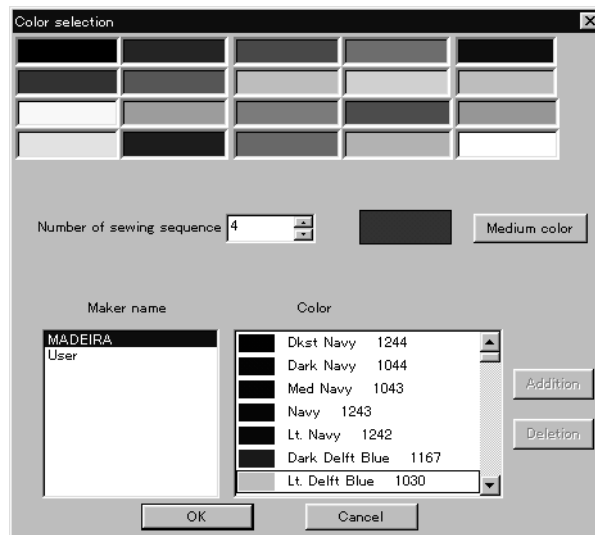 Color selection
Number of sewing sequence 4 Medium color
Maker name Color
MADEIRA
User
Dkst Navy 1244
Dark Navy 1044
Med Navy 1043
Navy 1243
Lt. Navy 1242
Dark Delft Blue 1167
Lt. Delft Blue 1030
Addition
Deletion
OK Cancel